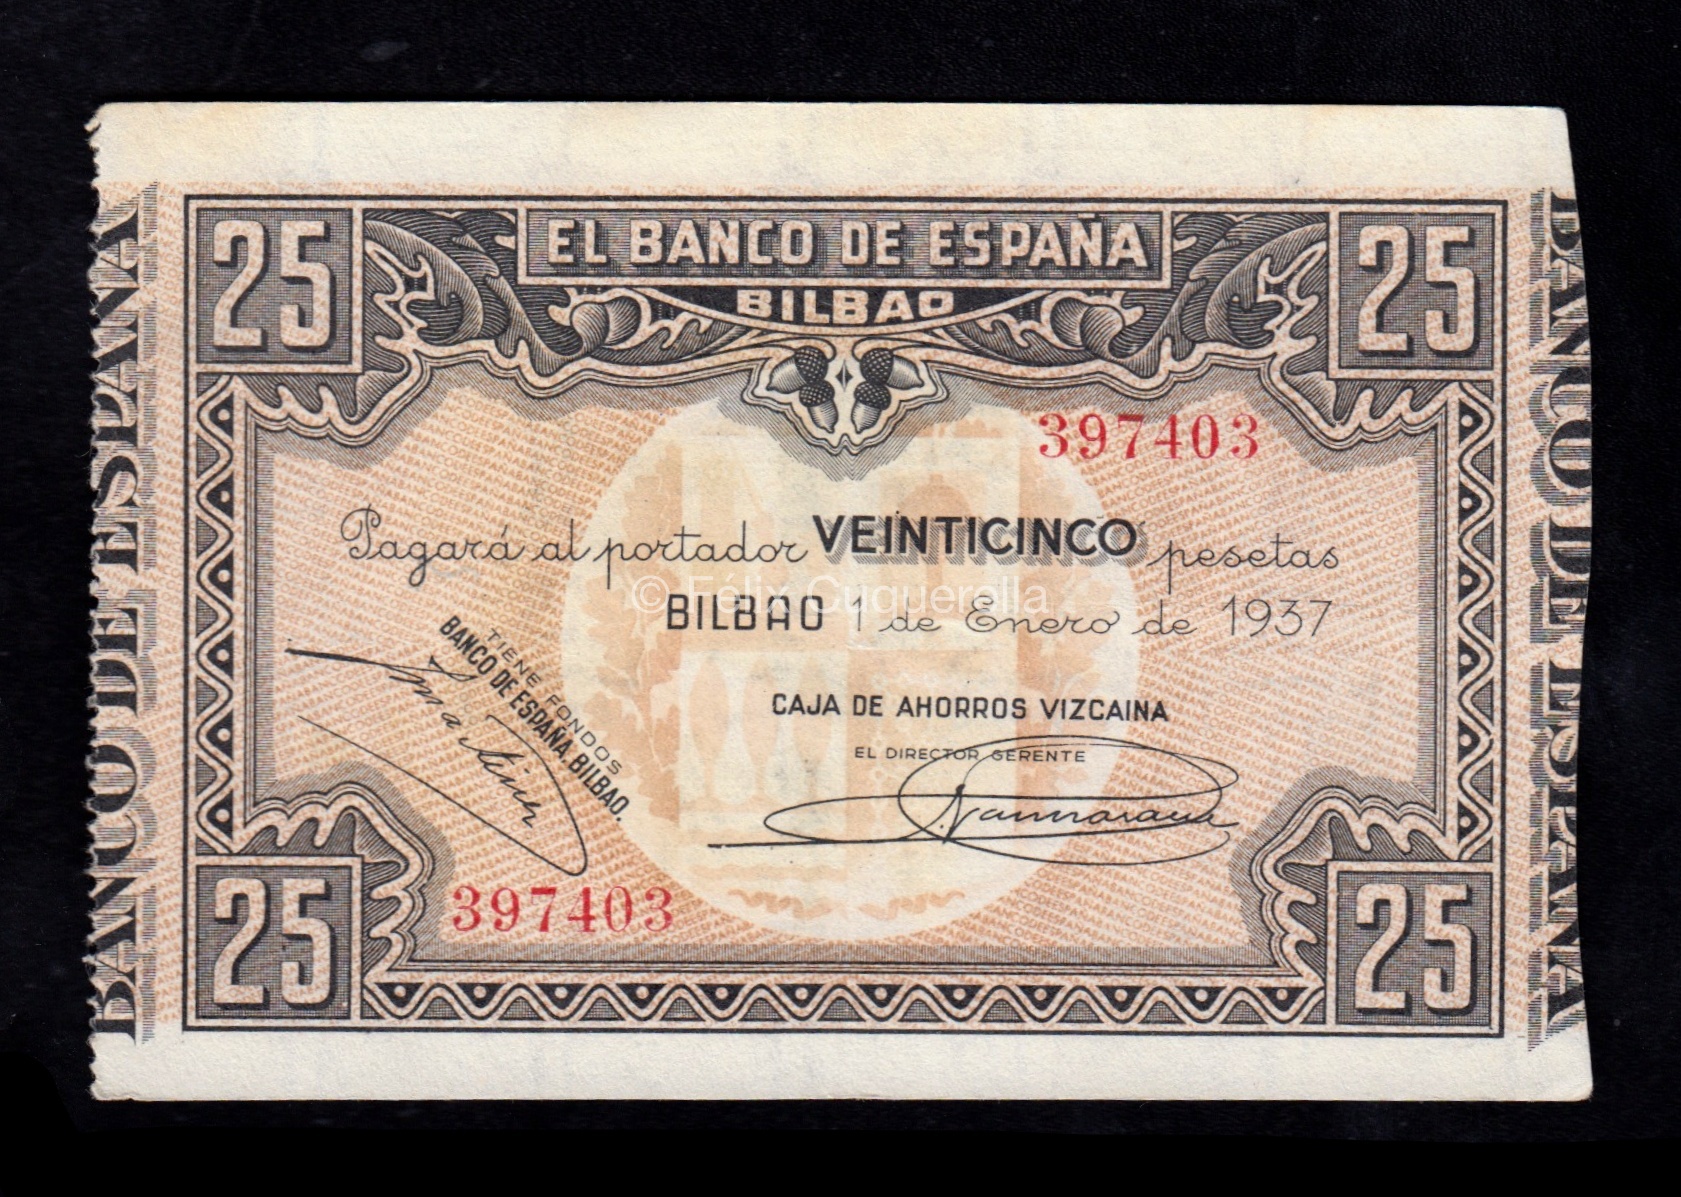 25 EL BANCO DE ESPAÑA 25
BILBAO
397403
Pagará al portador VEINTICINCO pesetas
© Félix Cuquerella
BILBAO 1 de Enero de 1937
TIENE FONDOS
BANCO DE ESPAÑA. BILBAO.
CAJA DE AHORROS VIZCAINA
EL DIRECTOR GERENTE
397403
25 25
BANCO DE ESPAÑA
BANCO DE ESPAÑA